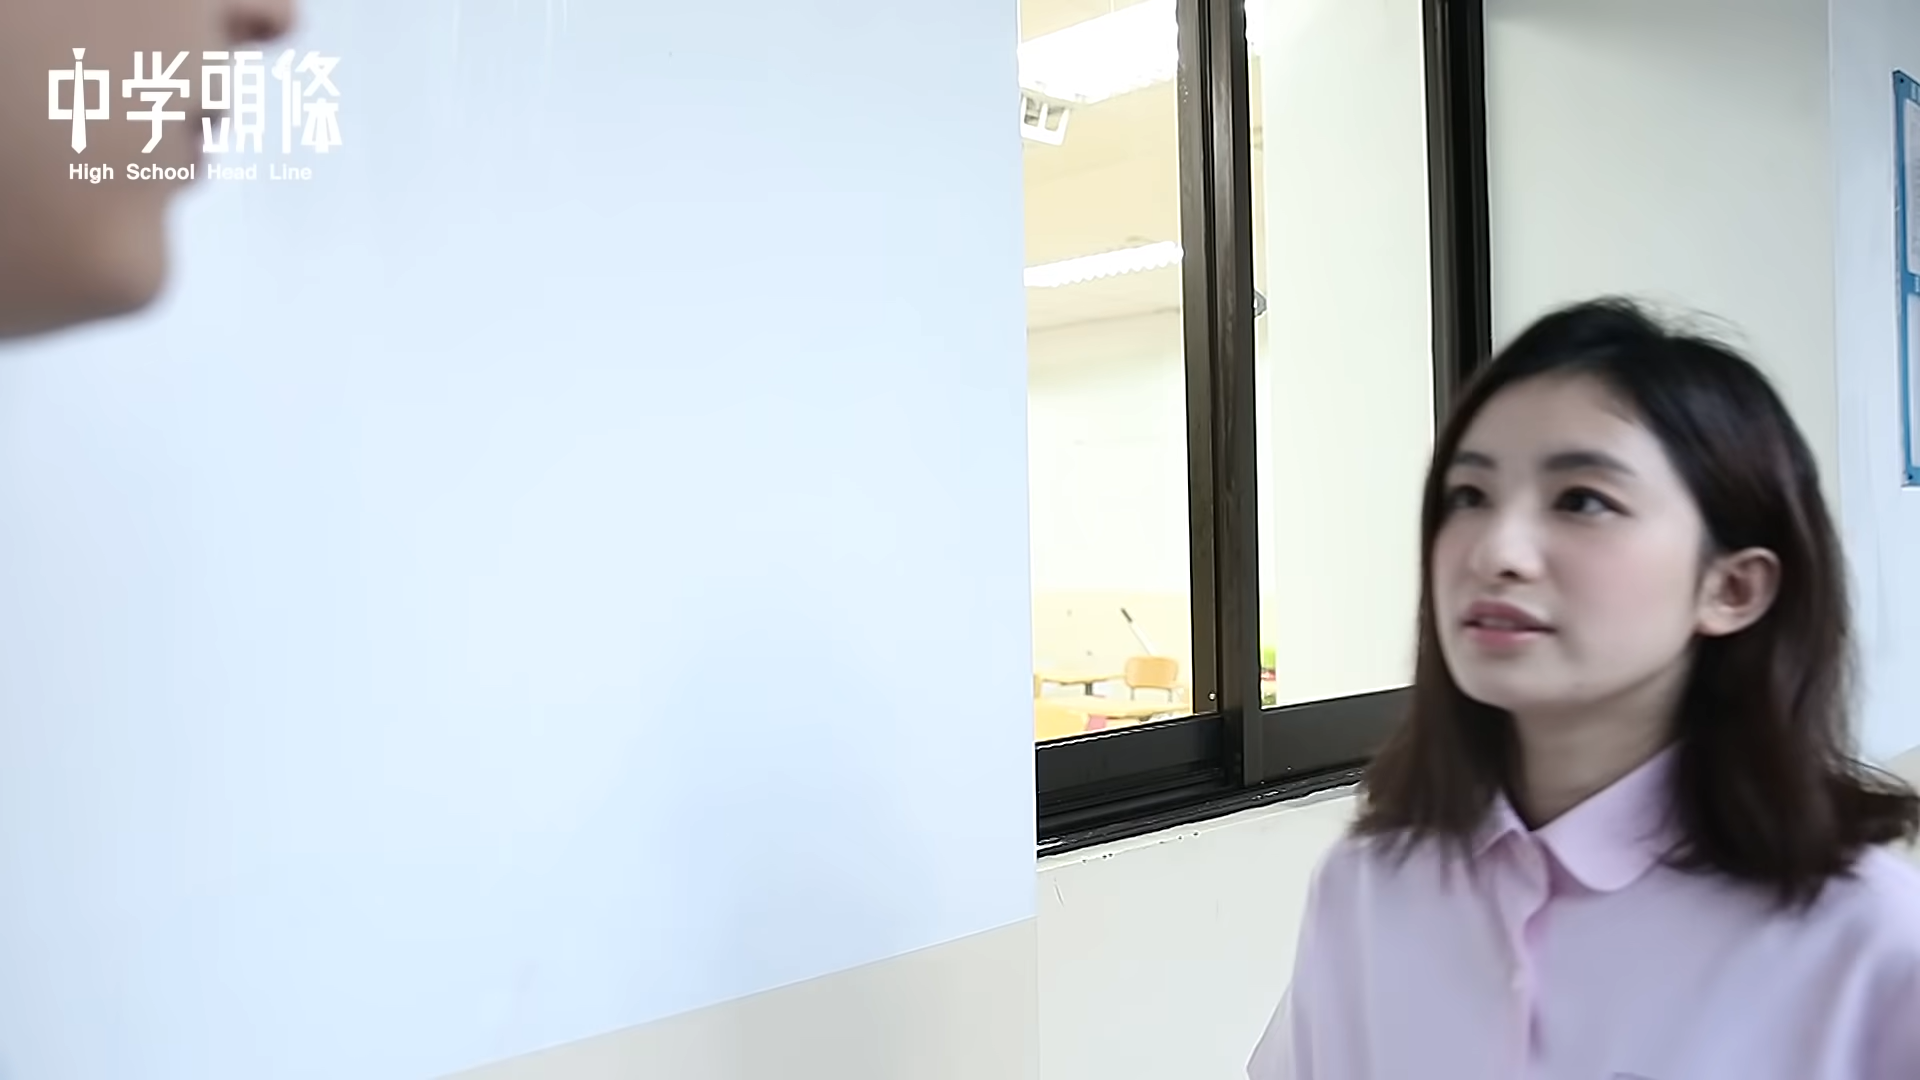 中学頭條
High School Head Line